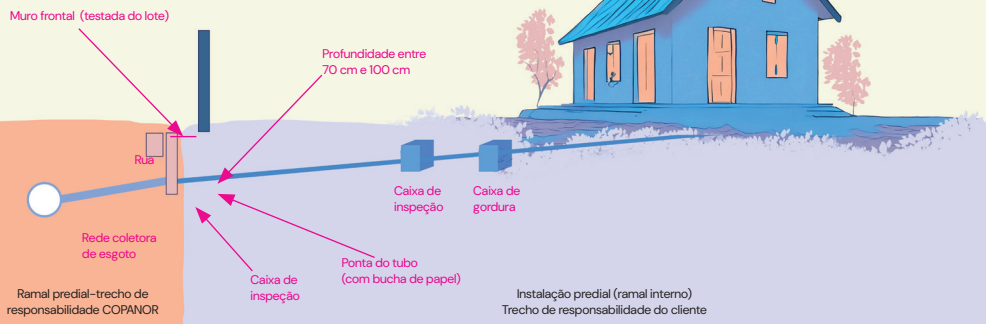 Muro frontal (testada do lote)
Profundidade entre
70 cm e 100 cm
Rua
Caixa de
inspeção
Caixa de
gordura
Rede coletora
de esgoto
Ponta do tubo
(com bucha de papel)
Caixa de
inspeção
Ramal predial-trecho de
responsabilidade COPANOR
Instalação predial (ramal interno)
Trecho de responsabilidade do cliente